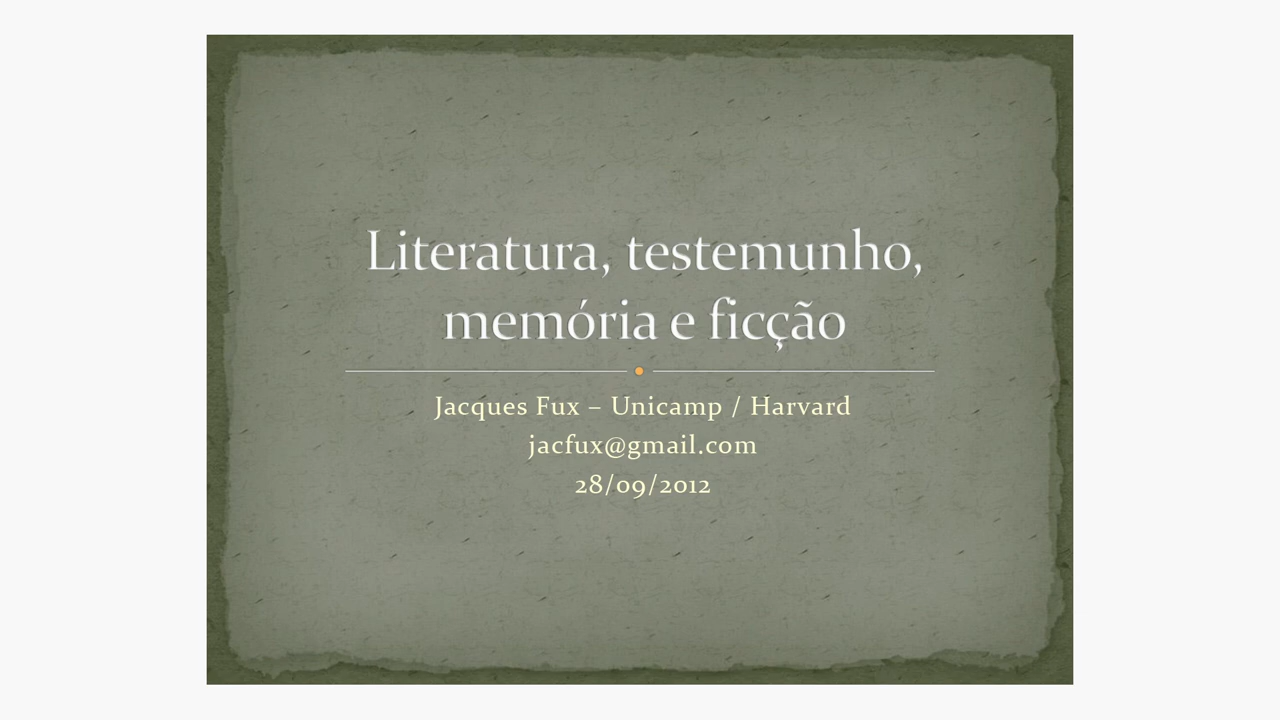 Literatura, testemunho,
memória e ficção
Jacques Fux – Unicamp / Harvard
jacfux@gmail.com
28/09/2012